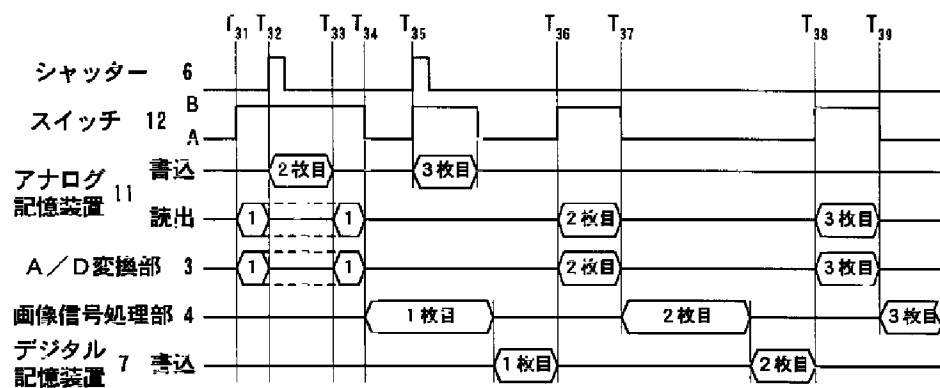 T31 T32 T33 T34 T35 T36 T37 T38 T39
シャッター 6
スイッチ 12 B
A
アナログ記憶装置 11 書込 2枚目 3枚目
読出 1 1 2枚目 3枚目
A/D変換部 3 1 1 2枚目 3枚目
画像信号処理部 4 1枚目 2枚目 3枚目
デジタル記憶装置 7 書込 1枚目 2枚目